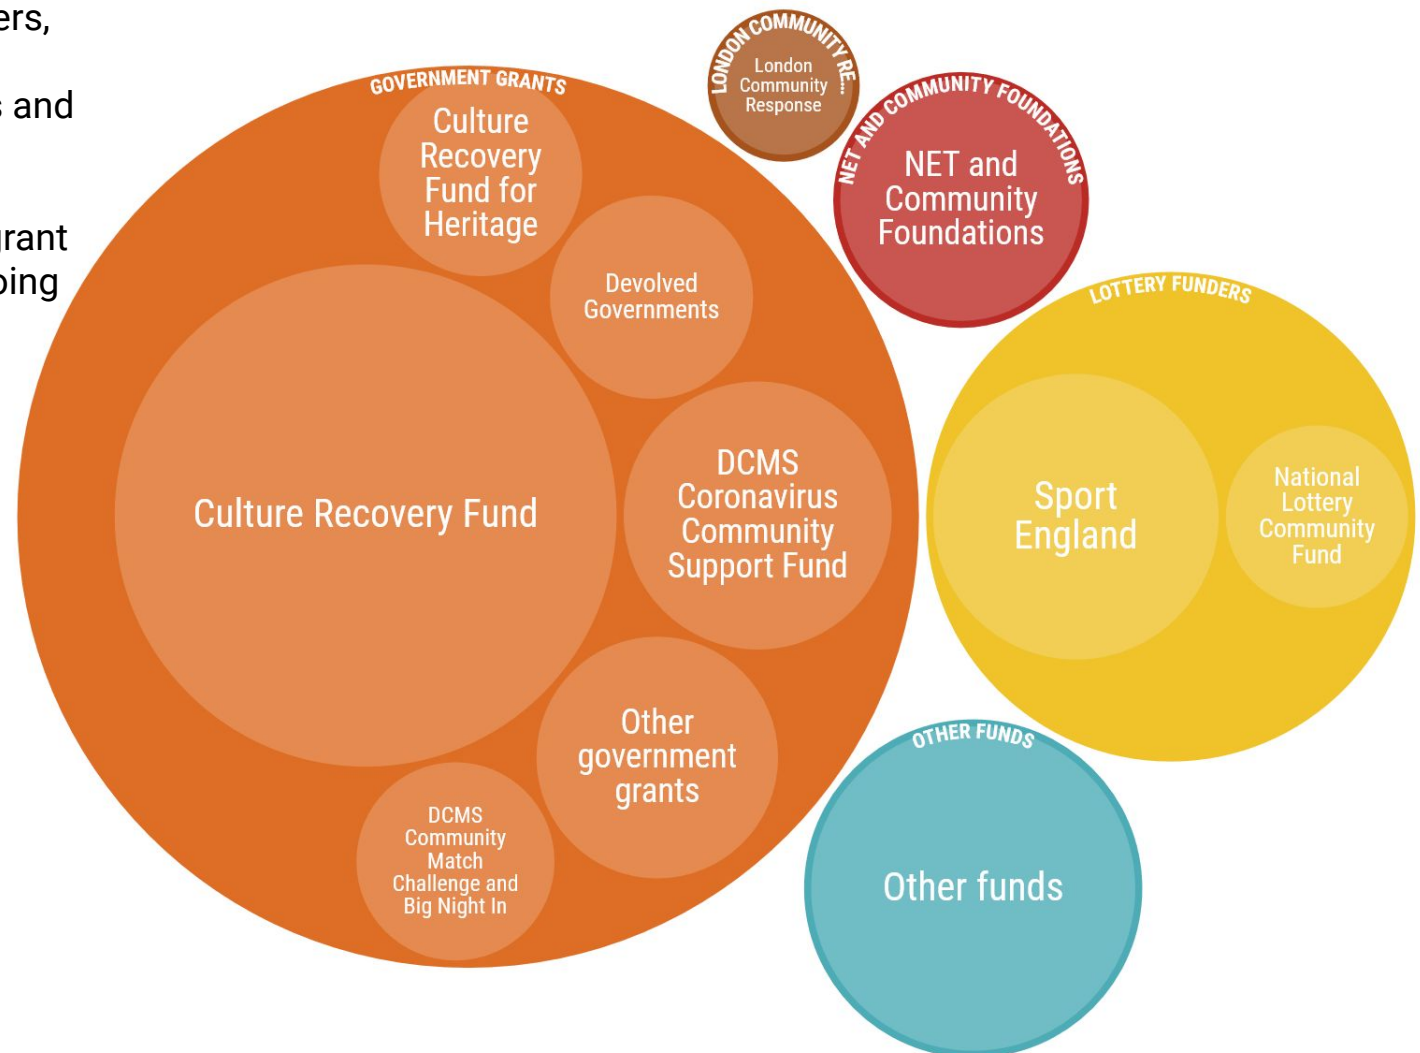 ers,
s and
grant
ping
GOVERNMENT GRANTS
Culture
Recovery
Fund for
Heritage
Devolved
Governments
Culture Recovery Fund
DCMS
Coronavirus
Community
Support Fund
Other
government
grants
DCMS
Community
Match
Challenge and
Big Night In
LONDON COMMUNITY RE...
London
Community
Response
NET AND COMMUNITY FOUNDATIONS
NET and
Community
Foundations
LOTTERY FUNDERS
Sport
England
National
Lottery
Community
Fund
OTHER FUNDS
Other funds